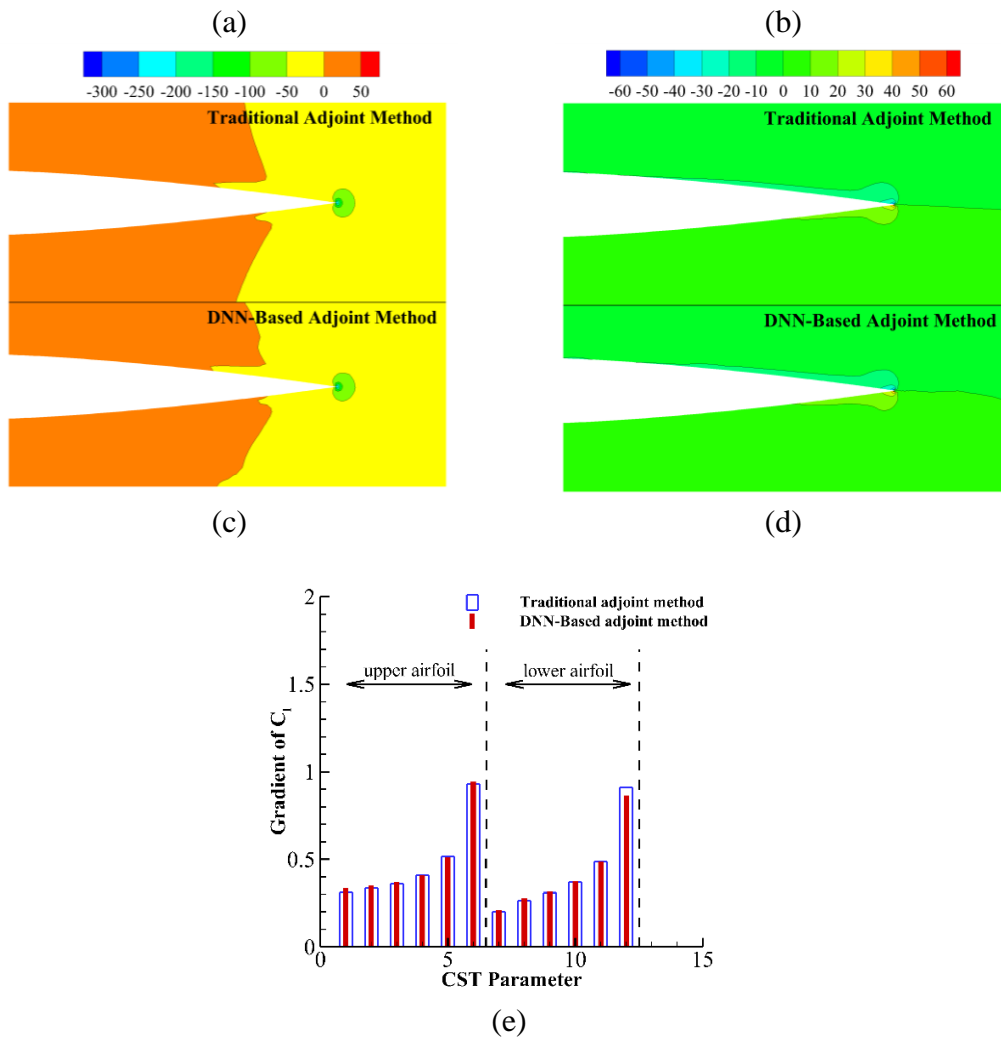 (a)
(b)
-300 -250 -200 -150 -100 -50 0 50
-60 -50 -40 -30 -20 -10 0 10 20 30 40 50 60
Traditional Adjoint Method
Traditional Adjoint Method
DNN-Based Adjoint Method
DNN-Based Adjoint Method
(c)
(d)
2
1.5
1
0.5
0
Gradient of Cl
Traditional adjoint method
DNN-Based adjoint method
upper airfoil
lower airfoil
0 5 10 15
CST Parameter
(e)